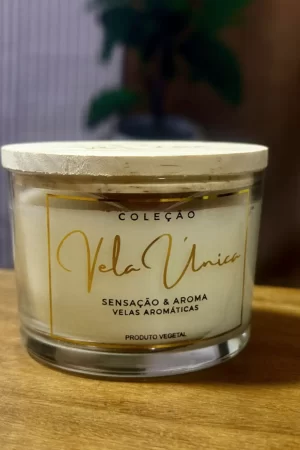 COLEÇÃO
Vela Única
SENSAÇÃO & AROMA
VELAS AROMÁTICAS
PRODUTO VEGETAL